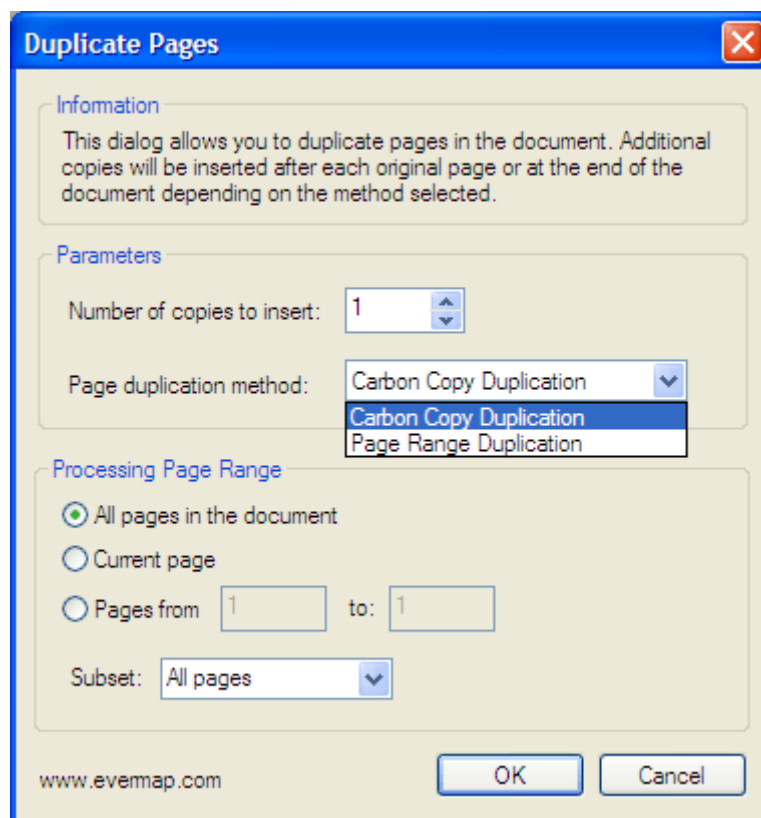 Duplicate Pages
Information
This dialog allows you to duplicate pages in the document. Additional
copies will be inserted after each original page or at the end of the
document depending on the method selected.
Parameters
Number of copies to insert: 1
Page duplication method: Carbon Copy Duplication
Carbon Copy Duplication
Page Range Duplication
Processing Page Range
All pages in the document
Current page
Pages from 1 to: 1
Subset: All pages
www.evermap.com OK Cancel